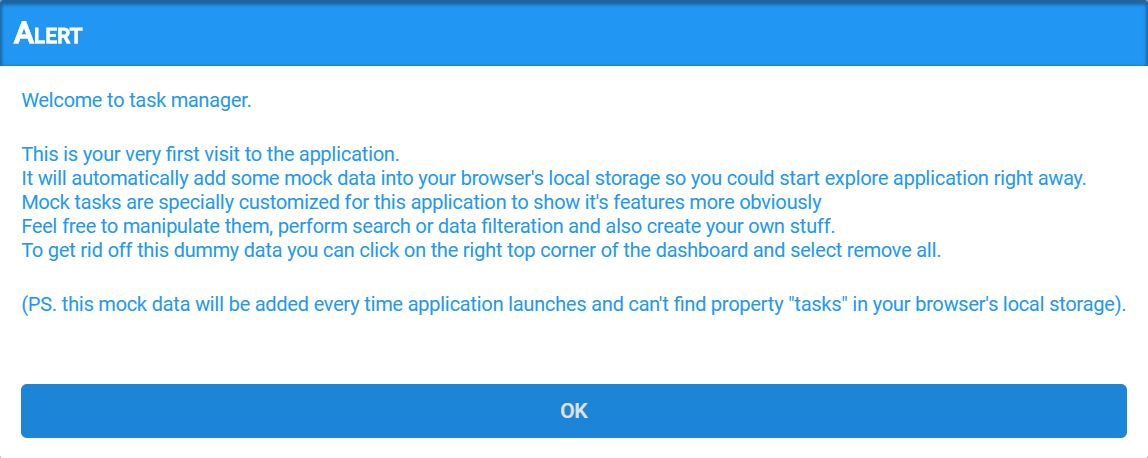 Alert
Welcome to task manager.
This is your very first visit to the application.
It will automatically add some mock data into your browser's local storage so you could start explore application right away.
Mock tasks are specially customized for this application to show it's features more obviously
Feel free to manipulate them, perform search or data filteration and also create your own stuff.
To get rid off this dummy data you can click on the right top corner of the dashboard and select remove all.
(PS. this mock data will be added every time application launches and can't find property "tasks" in your browser's local storage).
OK